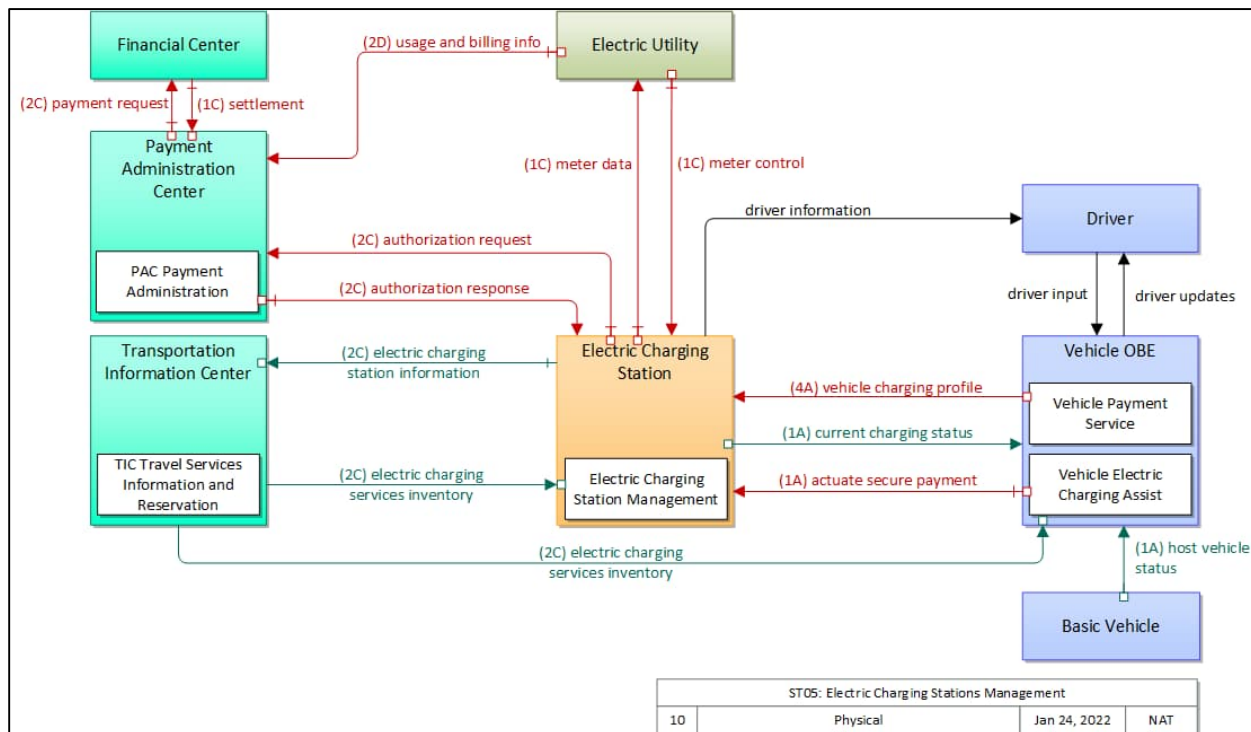 Financial Center
(2D) usage and billing info
Electric Utility
(2C) payment request
(1C) settlement
Payment
Administration
Center
(1C) meter data
(1C) meter control
driver information
Driver
(2C) authorization request
PAC Payment
Administration
(2C) authorization response
driver input
driver updates
Transportation
Information Center
(2C) electric charging
station information
Electric Charging
Station
Vehicle OBE
(4A) vehicle charging profile
Vehicle Payment
Service
(1A) current charging status
TIC Travel Services
Information and
Reservation
(2C) electric charging
services inventory
Electric Charging
Station Management
(1A) actuate secure payment
Vehicle Electric
Charging Assist
(2C) electric charging
services inventory
(1A) host vehicle
status
Basic Vehicle
ST05: Electric Charging Stations Management
10 Physical Jan 24, 2022 NAT